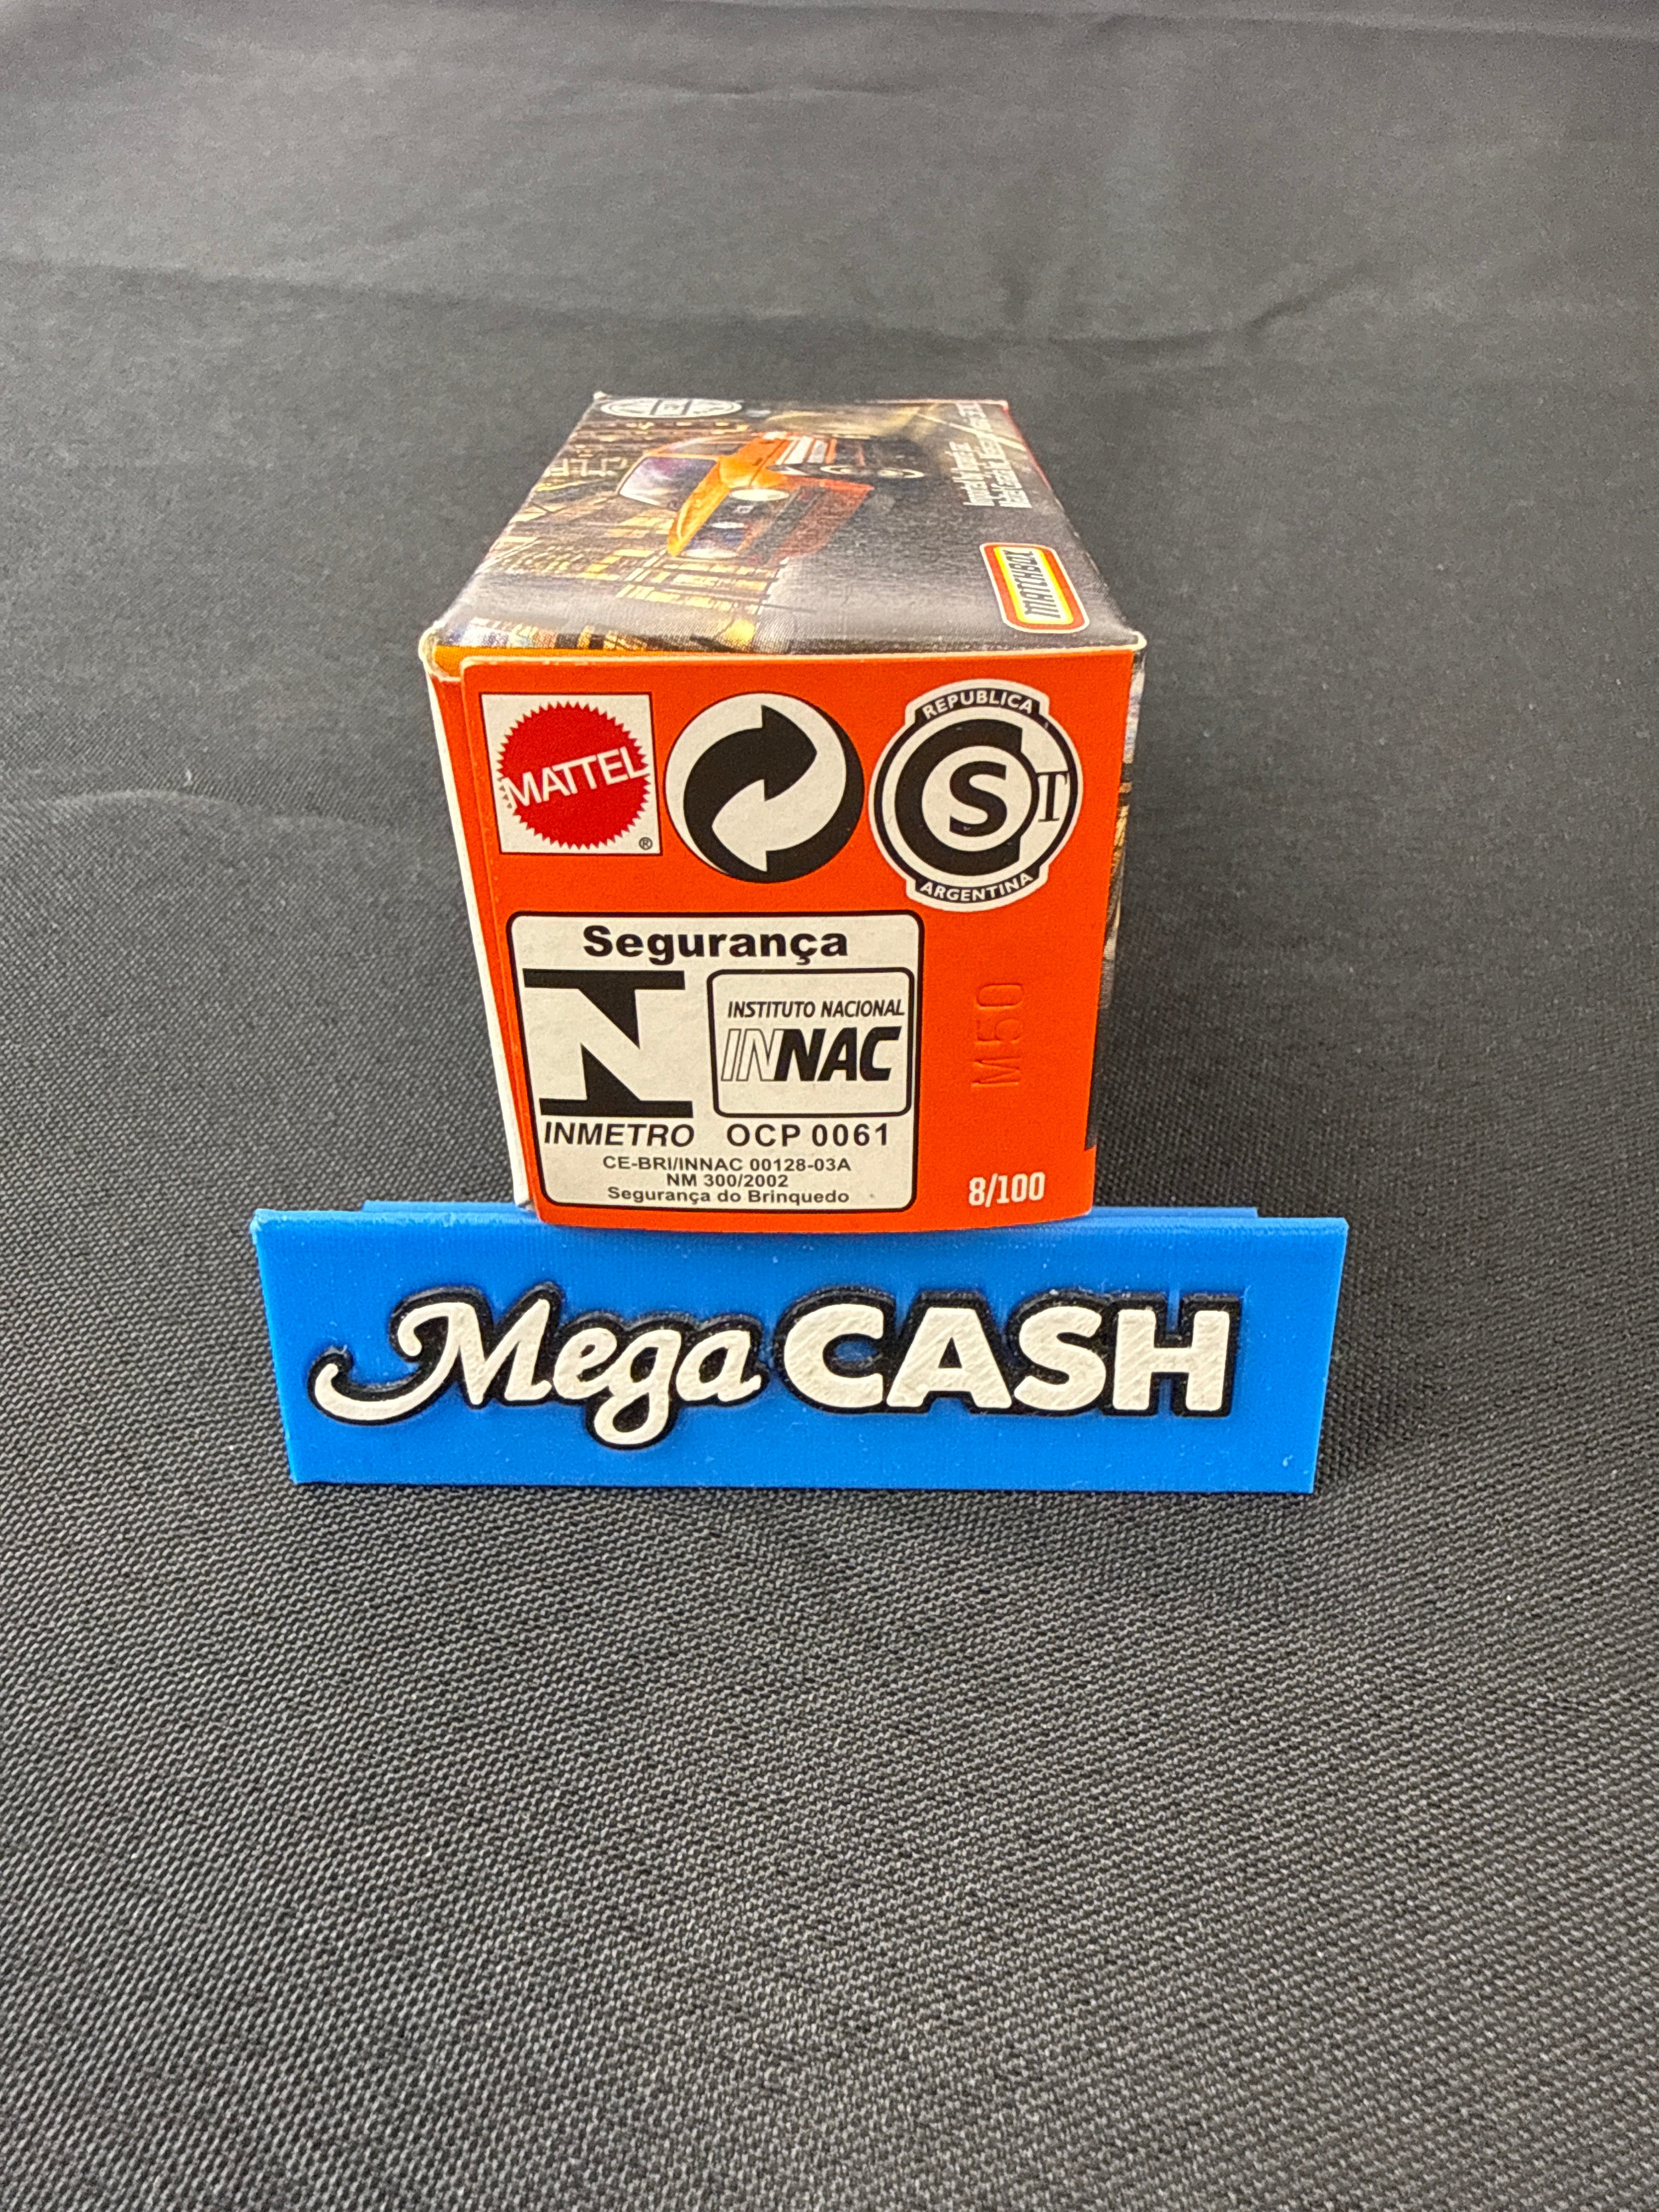 MATCHBOX
MATTEL
®
REPUBLICA
C S T
ARGENTINA
Segurança
INSTITUTO NACIONAL
INNAC
INMETRO OCP 0061
CE-BRI/INNAC 00128-03A
NM 300/2002
Segurança do Brinquedo
M50
8/100
Mega CASH